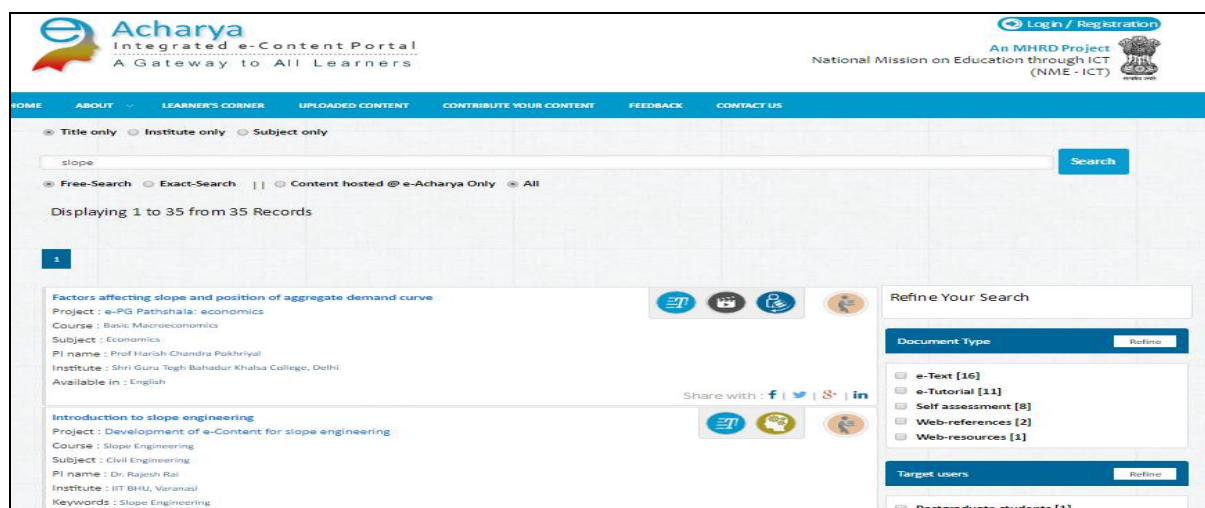 Acharya
Integrated e-Content Portal
A Gateway to All Learners
Login / Registration
An MHRD Project
National Mission on Education through ICT
(NME - ICT)
HOME ABOUT LEARNER'S CORNER UPLOADED CONTENT CONTRIBUTE YOUR CONTENT FEEDBACK CONTACT US
Title only Institute only Subject only
slope
Search
Free-Search Exact-Search || Content hosted @ e-Acharya Only All
Displaying 1 to 35 from 35 Records
1
Factors affecting slope and position of aggregate demand curve
Project : e-PG Pathshala: economics
Course : Basic Macroeconomics
Subject : Economics
PI name : Prof Harish Chandra Pokhriyal
Institute : Shri Guru Tegh Bahadur Khalsa College, Delhi
Available in : English
Share with : f | | 8+ | in
Introduction to slope engineering
Project : Development of e-Content for slope engineering
Course : Slope Engineering
Subject : Civil Engineering
PI name : Dr. Rajesh Rai
Institute : IIT BHU, Varanasi
Keywords : Slope Engineering
Refine Your Search
Document Type Refine
e-Text [16]
e-Tutorial [11]
Self assessment [8]
Web-references [2]
Web-resources [1]
Target users Refine
Postgraduate students [1]